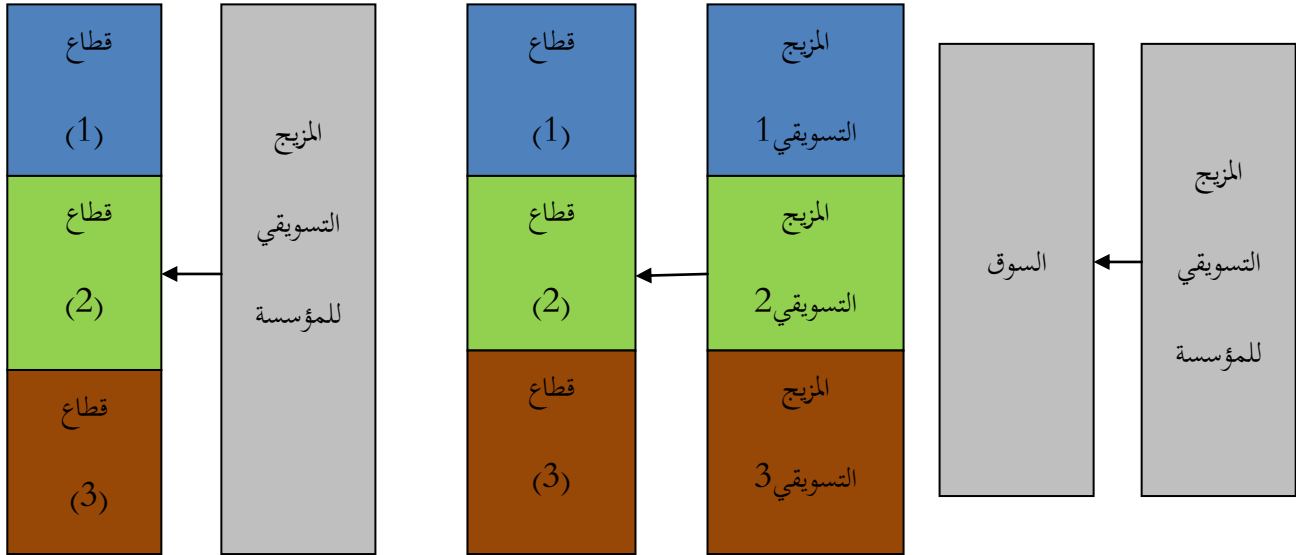 المزيج
التسويقي
للمؤسسة
السوق
المزيج
التسويقي1
المزيج
التسويقي2
المزيج
التسويقي3
قطاع
(1)
قطاع
(2)
قطاع
(3)
المزيج
التسويقي
للمؤسسة
قطاع
(1)
قطاع
(2)
قطاع
(3)